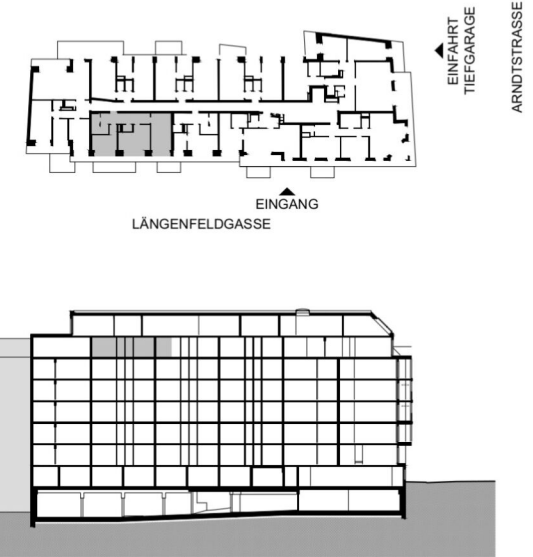 EINFAHRT
TIEFGARAGE
ARNDTSTRASSE
EINGANG
LÄNGENFELDGASSE